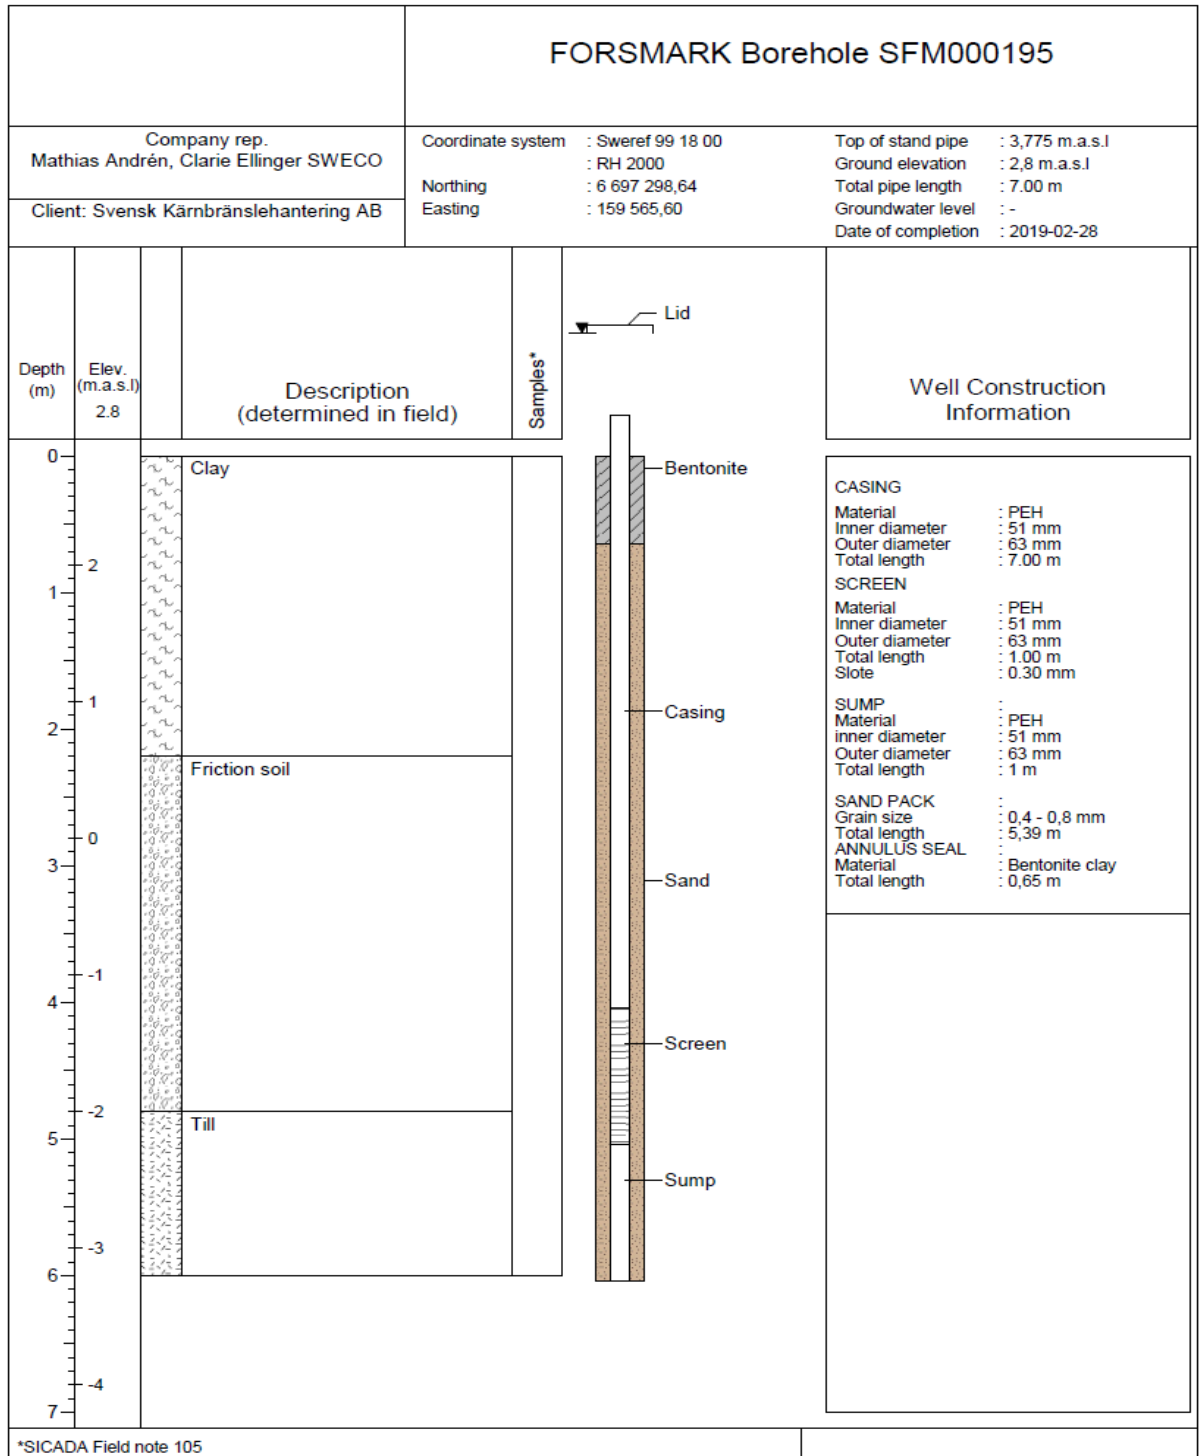 FORSMARK Borehole SFM000195
Company rep.
Mathias Andrén, Clarie Ellinger SWECO
Client: Svensk Kärnbränslehantering AB
Coordinate system : Sweref 99 18 00
: RH 2000
Northing : 6 697 298,64
Easting : 159 565,60
Top of stand pipe : 3,775 m.a.s.l
Ground elevation : 2,8 m.a.s.l
Total pipe length : 7.00 m
Groundwater level : -
Date of completion : 2019-02-28
Depth
(m)
Elev.
(m.a.s.l)
2.8
Description
(determined in field)
Samples*
Lid
Well Construction
Information
0
1
2
3
4
5
6
7
2
1
0
-1
-2
-3
-4
Clay
Friction soil
Till
Bentonite
Casing
Sand
Screen
Sump
CASING
Material : PEH
Inner diameter : 51 mm
Outer diameter : 63 mm
Total length : 7.00 m
SCREEN
Material : PEH
Inner diameter : 51 mm
Outer diameter : 63 mm
Total length : 1.00 m
Slote : 0.30 mm
SUMP :
Material : PEH
inner diameter : 51 mm
Outer diameter : 63 mm
Total length : 1 m
SAND PACK :
Grain size : 0,4 - 0,8 mm
Total length : 5,39 m
ANNULUS SEAL :
Material : Bentonite clay
Total length : 0,65 m
*SICADA Field note 105